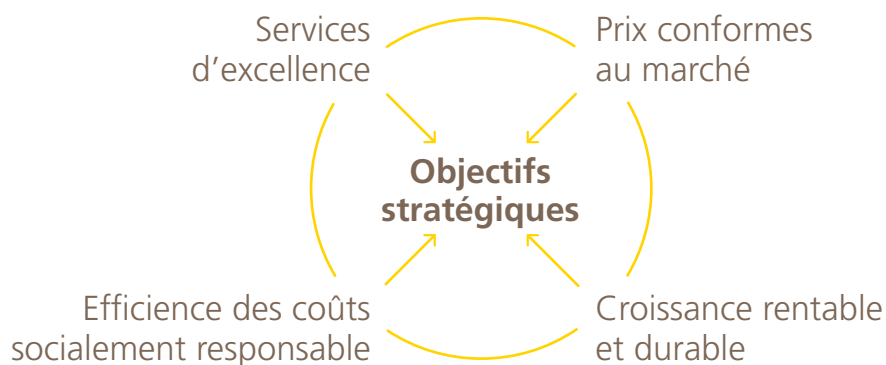 Services
d’excellence
Prix conformes
au marché
Objectifs
stratégiques
Efficience des coûts
socialement responsable
Croissance rentable
et durable